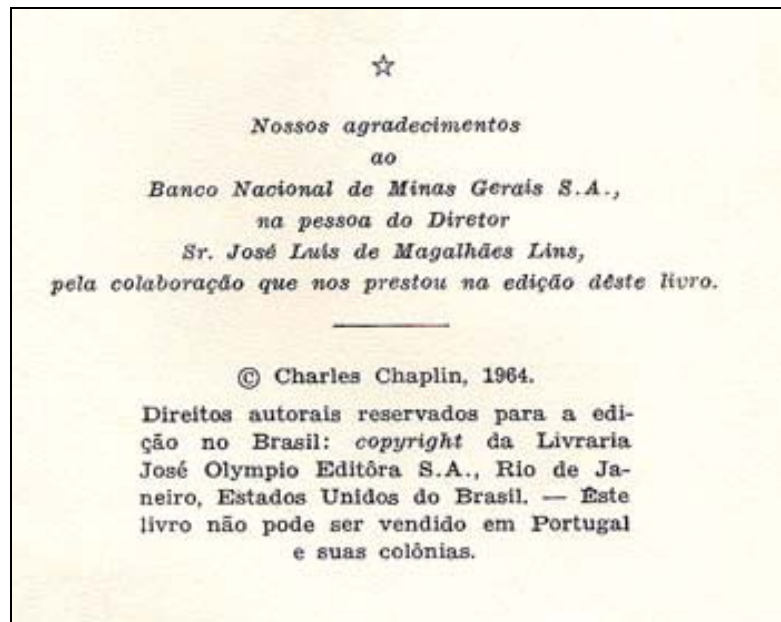 Nossos agradecimentos
ao
Banco Nacional de Minas Gerais S.A.,
na pessoa do Diretor
Sr. José Luís de Magalhães Lins,
pela colaboração que nos prestou na edição dêste livro.
© Charles Chaplin, 1964.
Direitos autorais reservados para a edi-
ção no Brasil: copyright da Livraria
José Olympio Editôra S.A., Rio de Ja-
neiro, Estados Unidos do Brasil. — Êste
livro não pode ser vendido em Portugal
e suas colônias.